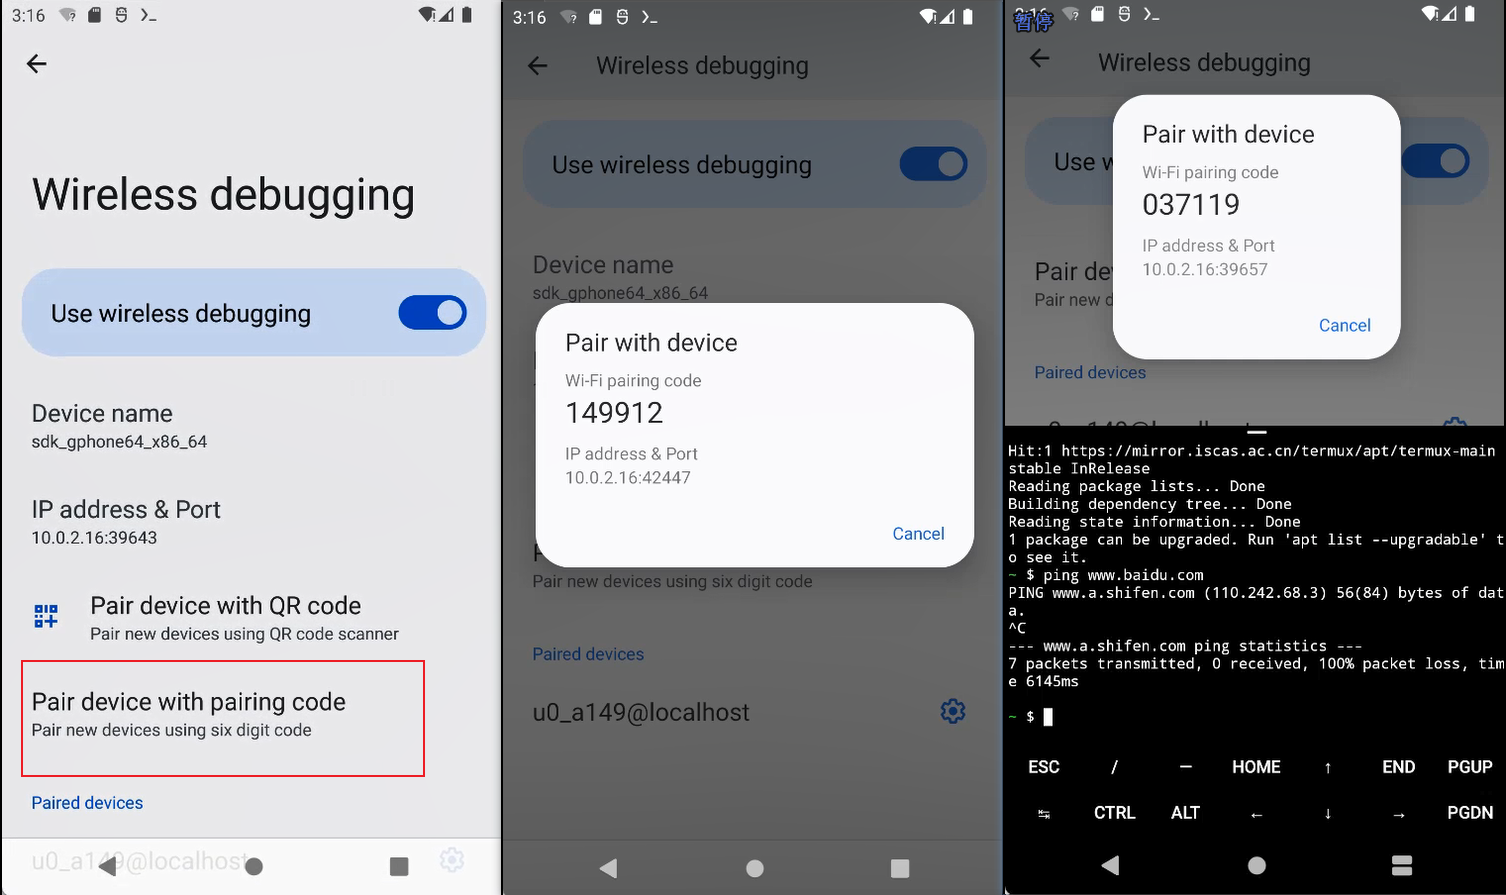 3:16
Wireless debugging
Use wireless debugging
Device name
sdk_gphone64_x86_64
IP address & Port
10.0.2.16:39643
Pair device with QR code
Pair new devices using QR code scanner
Pair device with pairing code
Pair new devices using six digit code
Paired devices
u0_a149@localhost
3:16
Wireless debugging
Use wireless debugging
Device name
sdk_gphone64_x86_64
Pair with device
Wi-Fi pairing code
149912
IP address & Port
10.0.2.16:42447
Cancel
Pair new devices using six digit code
Paired devices
u0_a149@localhost
3:16
暂停
Wireless debugging
Use w
Pair de
Pair new d
Pair with device
Wi-Fi pairing code
037119
IP address & Port
10.0.2.16:39657
Cancel
Paired devices
Hit:1 https://mirror.iscas.ac.cn/termux/apt/termux-main
stable InRelease
Reading package lists... Done
Building dependency tree... Done
Reading state information... Done
1 package can be upgraded. Run 'apt list --upgradable' t
o see it.
~ $ ping www.baidu.com
PING www.a.shifen.com (110.242.68.3) 56(84) bytes of dat
a.
^C
--- www.a.shifen.com ping statistics ---
7 packets transmitted, 0 received, 100% packet loss, tim
e 6145ms
~ $
ESC / — HOME ↑ END PGUP
↹ CTRL ALT ← ↓ → PGDN